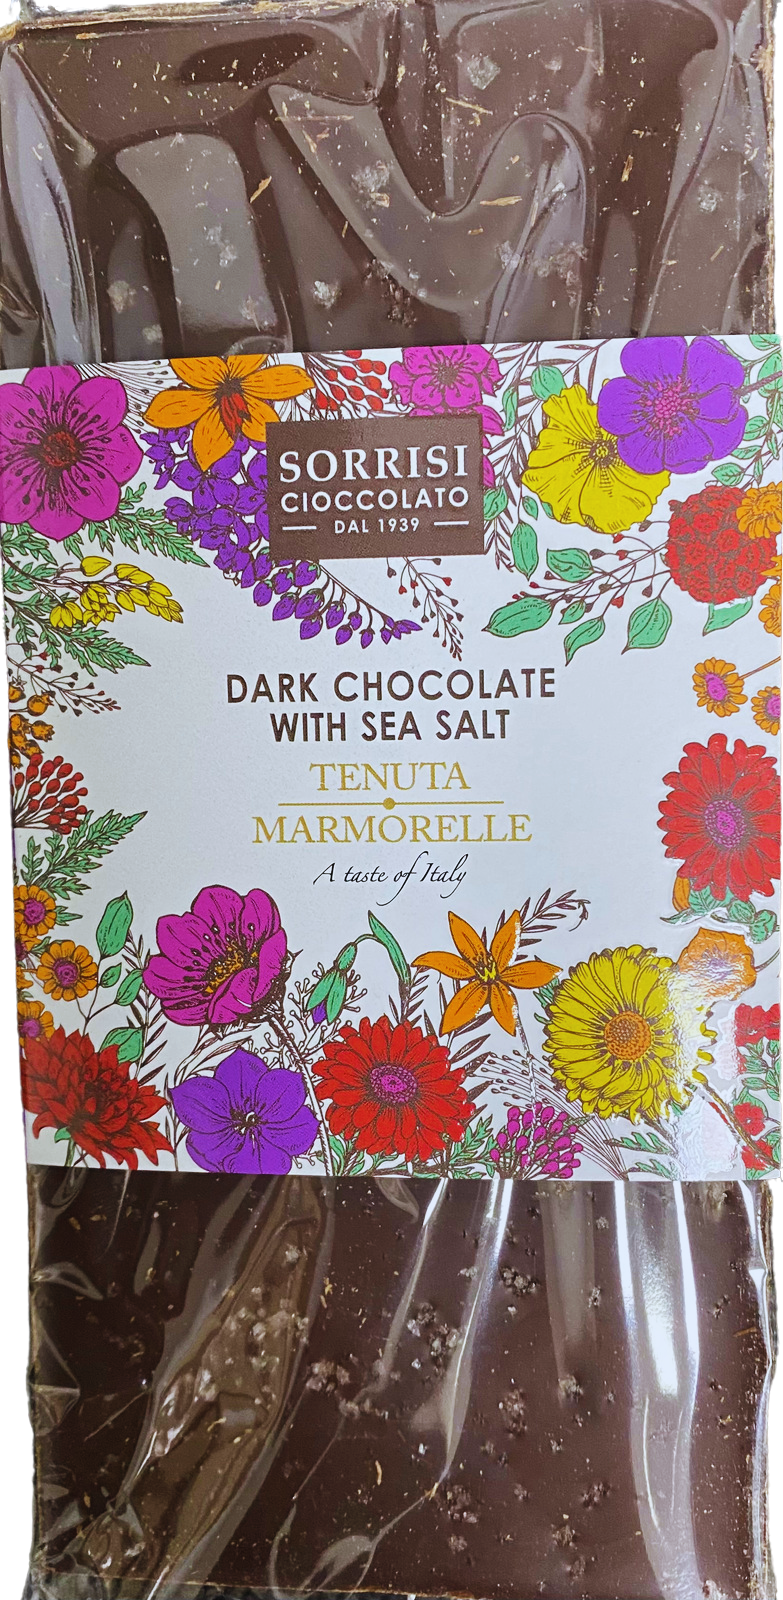 SORRISI
CIOCCOLATO
DAL 1939
DARK CHOCOLATE
WITH SEA SALT
TENUTA
MARMORELLE
A taste of Italy